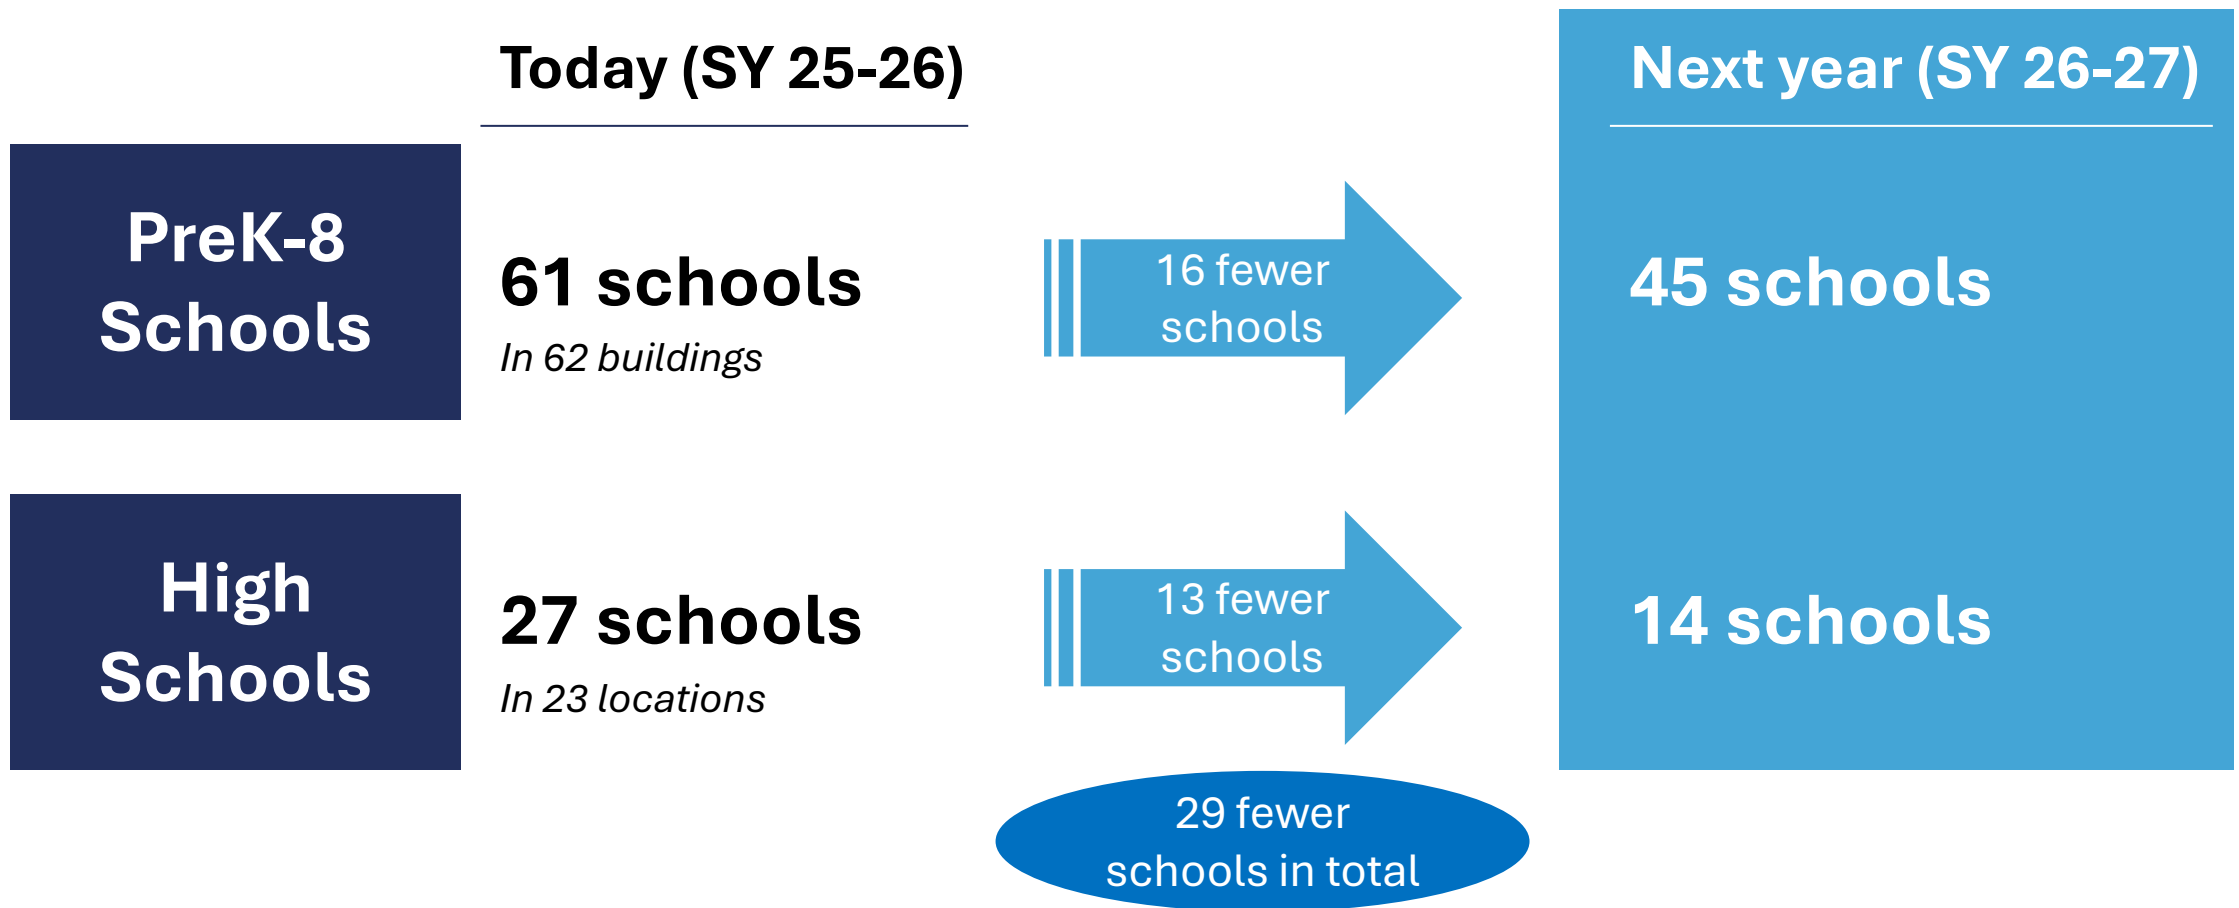 Today (SY 25-26)
Next year (SY 26-27)
PreK-8
Schools
61 schools
In 62 buildings
16 fewer
schools
45 schools
High
Schools
27 schools
In 23 locations
13 fewer
schools
14 schools
29 fewer
schools in total